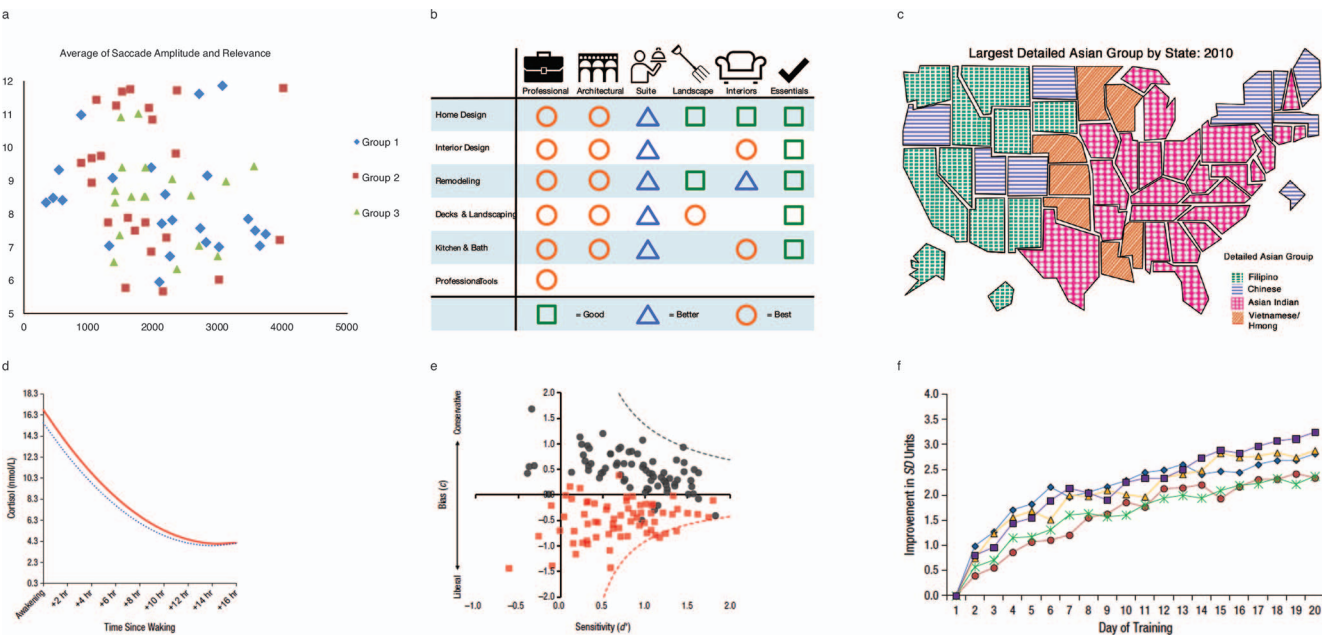 a
Average of Saccade Amplitude and Relevance
12
11
10
9
8
7
6
5
0 1000 2000 3000 4000 5000
Group 1
Group 2
Group 3
b
Professional Architectural Suite Landscape Interiors Essentials
Home Design
Interior Design
Remodeling
Decks & Landscaping
Kitchen & Bath
ProfessionalTools
= Good = Better = Best
c
Largest Detailed Asian Group by State: 2010
Detailed Asian Group
Filipino
Chinese
Asian Indian
Vietnamese/
Hmong
d
Cortisol (nmol/L)
18.3
16.3
14.3
12.3
10.3
8.3
6.3
4.3
0.3
Awakening +2 hr +4 hr +6 hr +8 hr +10 hr +12 hr +14 hr +16 hr
Time Since Waking
e
Conservative
Bias (c)
Liberal
2.0
1.5
1.0
0.5
0.0
−0.5
−1.0
−1.5
−2.0
−1.0 −0.5 0.0 0.5 1.0 1.5 2.0
Sensitivity (d')
f
Improvement in SD Units
4.0
3.5
3.0
2.5
2.0
1.5
1.0
0.5
0.0
1 2 3 4 5 6 7 8 9 10 11 12 13 14 15 16 17 18 19 20
Day of Training